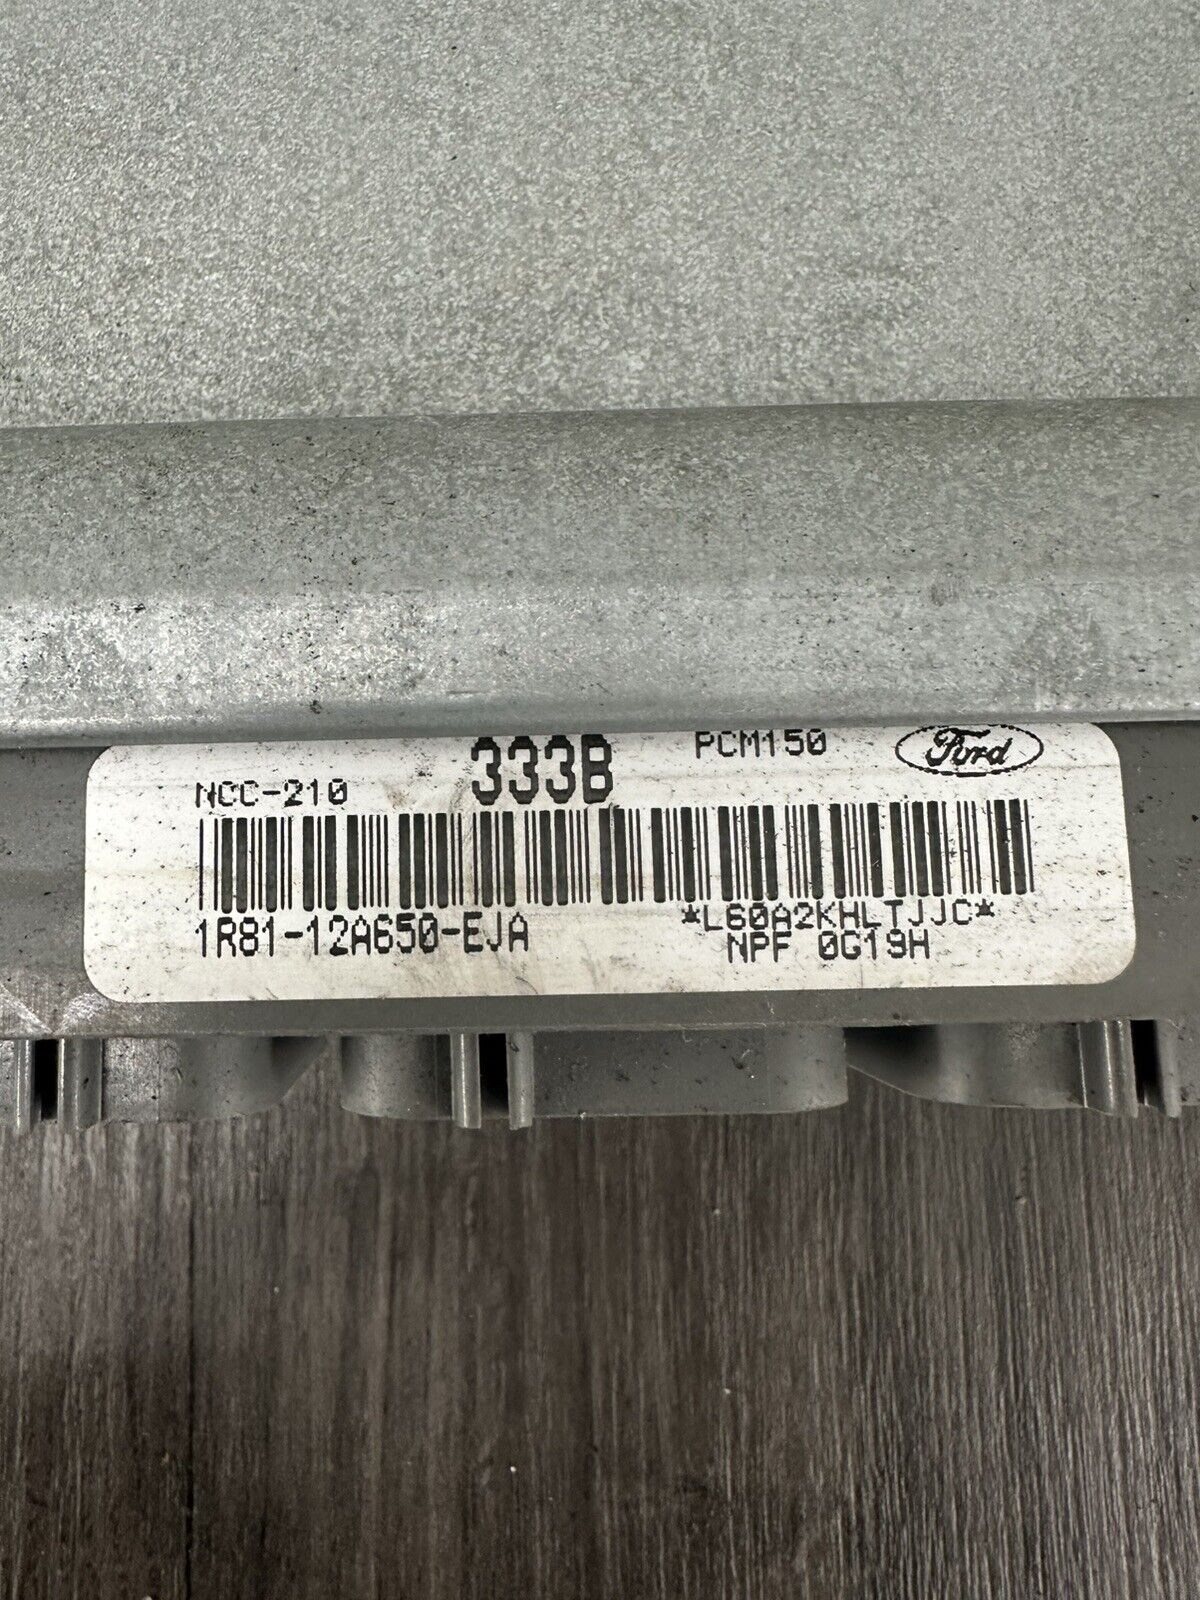 NCC-210 333B PCM150 Ford
1R81-12A650-EJA *L60A2KHLTJJC*
NPF 0G19H